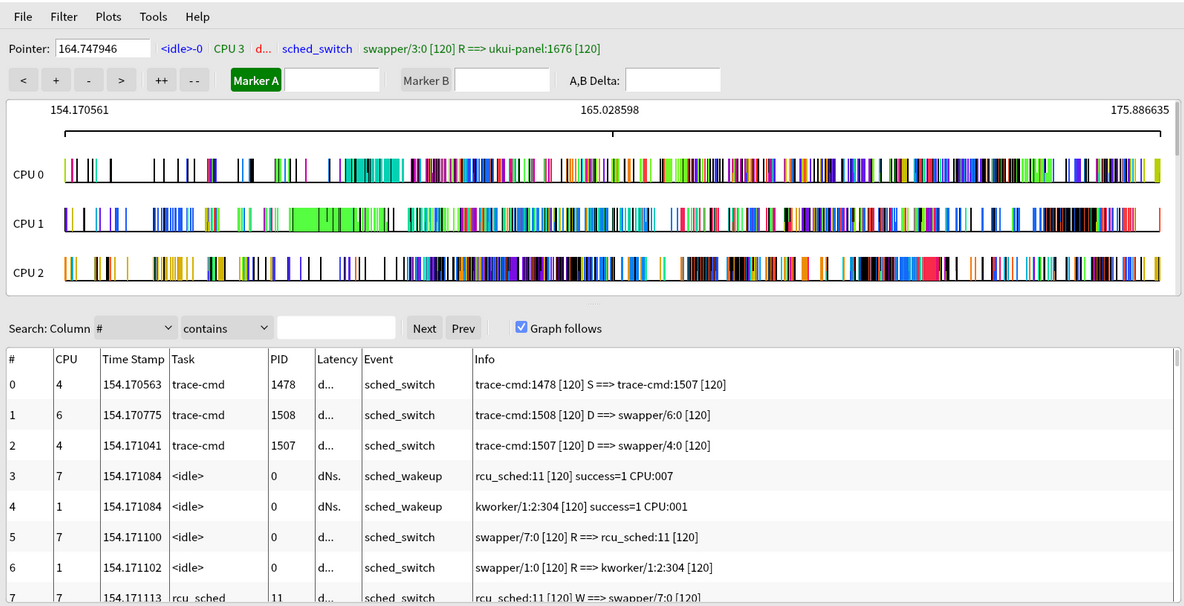 File Filter Plots Tools Help
Pointer: 164.747946 <idle>-0 CPU 3 d... sched_switch swapper/3:0 [120] R ==> ukui-panel:1676 [120]
< + - > ++ -- Marker A Marker B A,B Delta:
154.170561 165.028598 175.886635
CPU 0
CPU 1
CPU 2
Search: Column # contains Next Prev Graph follows
# CPU Time Stamp Task PID Latency Event Info
0 4 154.170563 trace-cmd 1478 d... sched_switch trace-cmd:1478 [120] S ==> trace-cmd:1507 [120]
1 6 154.170775 trace-cmd 1508 d... sched_switch trace-cmd:1508 [120] D ==> swapper/6:0 [120]
2 4 154.171041 trace-cmd 1507 d... sched_switch trace-cmd:1507 [120] D ==> swapper/4:0 [120]
3 7 154.171084 <idle> 0 dNs. sched_wakeup rcu_sched:11 [120] success=1 CPU:007
4 1 154.171084 <idle> 0 dNs. sched_wakeup kworker/1:2:304 [120] success=1 CPU:001
5 7 154.171100 <idle> 0 d... sched_switch swapper/7:0 [120] R ==> rcu_sched:11 [120]
6 1 154.171102 <idle> 0 d... sched_switch swapper/1:0 [120] R ==> kworker/1:2:304 [120]
7 7 154.171113 rcu_sched 11 d... sched_switch rcu_sched:11 [120] W ==> swapper/7:0 [120]